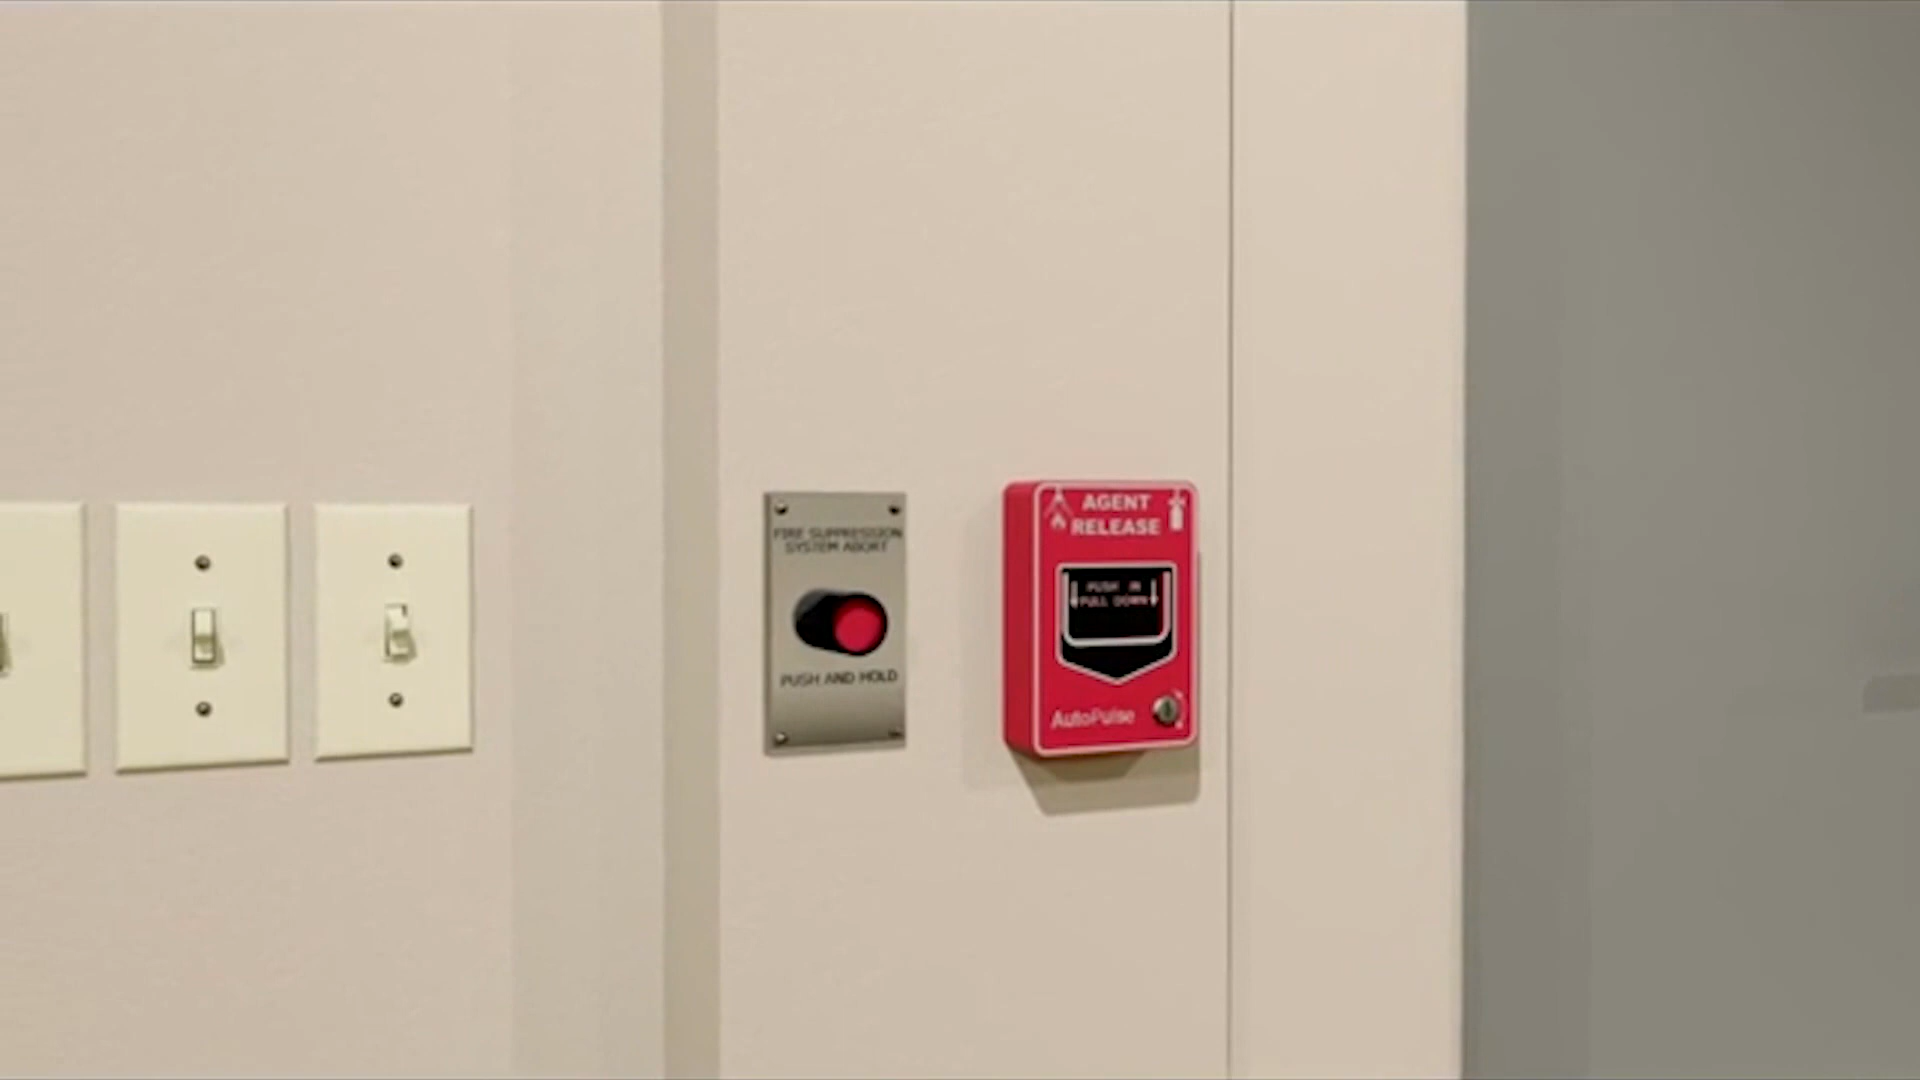 FIRE SUPPRESSION
SYSTEM ABORT
PUSH AND HOLD
AGENT
RELEASE
PUSH IN
PULL DOWN
AutoPulse